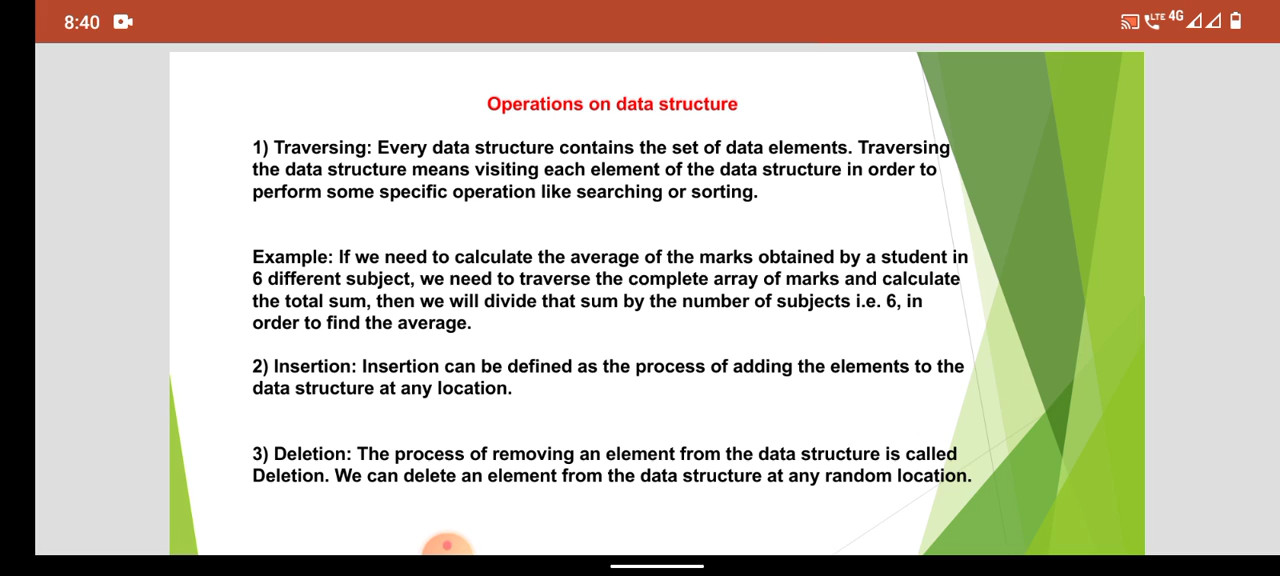 8:40
LTE 4G
Operations on data structure
1) Traversing: Every data structure contains the set of data elements. Traversing
the data structure means visiting each element of the data structure in order to
perform some specific operation like searching or sorting.
Example: If we need to calculate the average of the marks obtained by a student in
6 different subject, we need to traverse the complete array of marks and calculate
the total sum, then we will divide that sum by the number of subjects i.e. 6, in
order to find the average.
2) Insertion: Insertion can be defined as the process of adding the elements to the
data structure at any location.
3) Deletion: The process of removing an element from the data structure is called
Deletion. We can delete an element from the data structure at any random location.